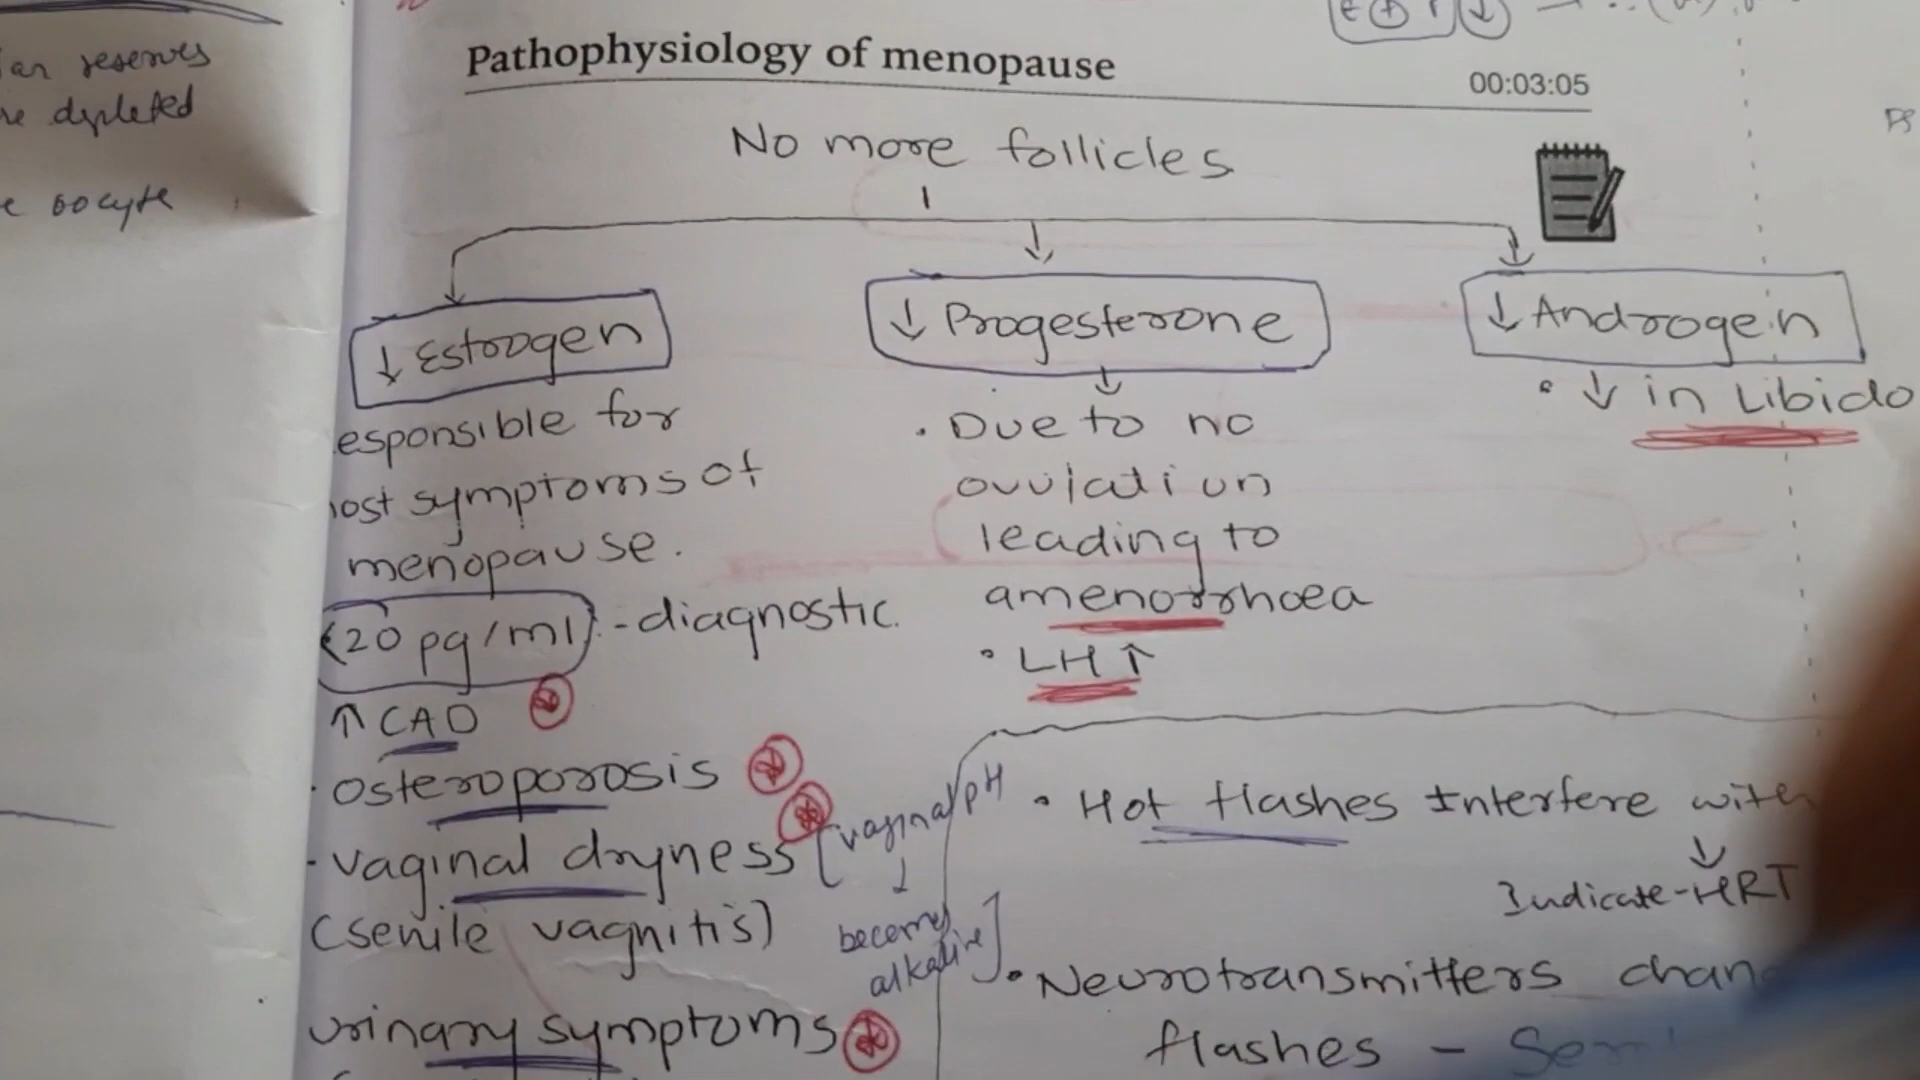 an reserves
depleted
oocyte
Pathophysiology of menopause
00:03:05
No more follicles
↓ Estrogen
esponsible for
ost symptoms of
menopause.
<20 pg/ml - diagnostic.
↑ CAD
· osteroporosis
- vaginal dryness [vaginal pH
↓
becomes
alkaline]
(senile vagnitis)
urinary symptoms
↓ Progesterone
↓
· Due to no
ovulation
leading to
amenorrhoea
· LH ↑
↓ Androgen
· ↓ in Libido
· Hot flashes Interfere with
↓
Indicate-HRT
· Neurotransmitters chan
flashes -